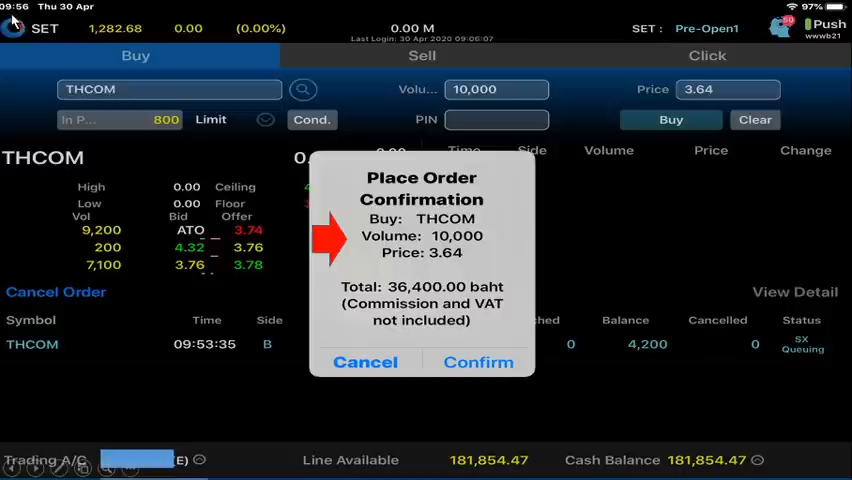 09:56 Thu 30 Apr 97%
SET 1,282.68 0.00 (0.00%) 0.00 M SET : Pre-Open1 50 Push
Last Login: 30 Apr 2020 09:06:07 wwwb21
Buy Sell Click
THCOM Volu... 10,000 Price 3.64
In P... 800 Limit Cond. PIN Buy Clear
THCOM Time Side Volume Price Change
High 0.00 Ceiling
Low 0.00 Floor
Vol Bid Offer
9,200 ATO 3.74
200 4.32 3.76
7,100 3.76 3.78
Place Order
Confirmation
Buy: THCOM
Volume: 10,000
Price: 3.64
Total: 36,400.00 baht
(Commission and VAT
not included)
Cancel Confirm
Cancel Order View Detail
Symbol Time Side Balance Cancelled Status
THCOM 09:53:35 B 0 4,200 0 SX
Queuing
Trading A/C (E) Line Available 181,854.47 Cash Balance 181,854.47